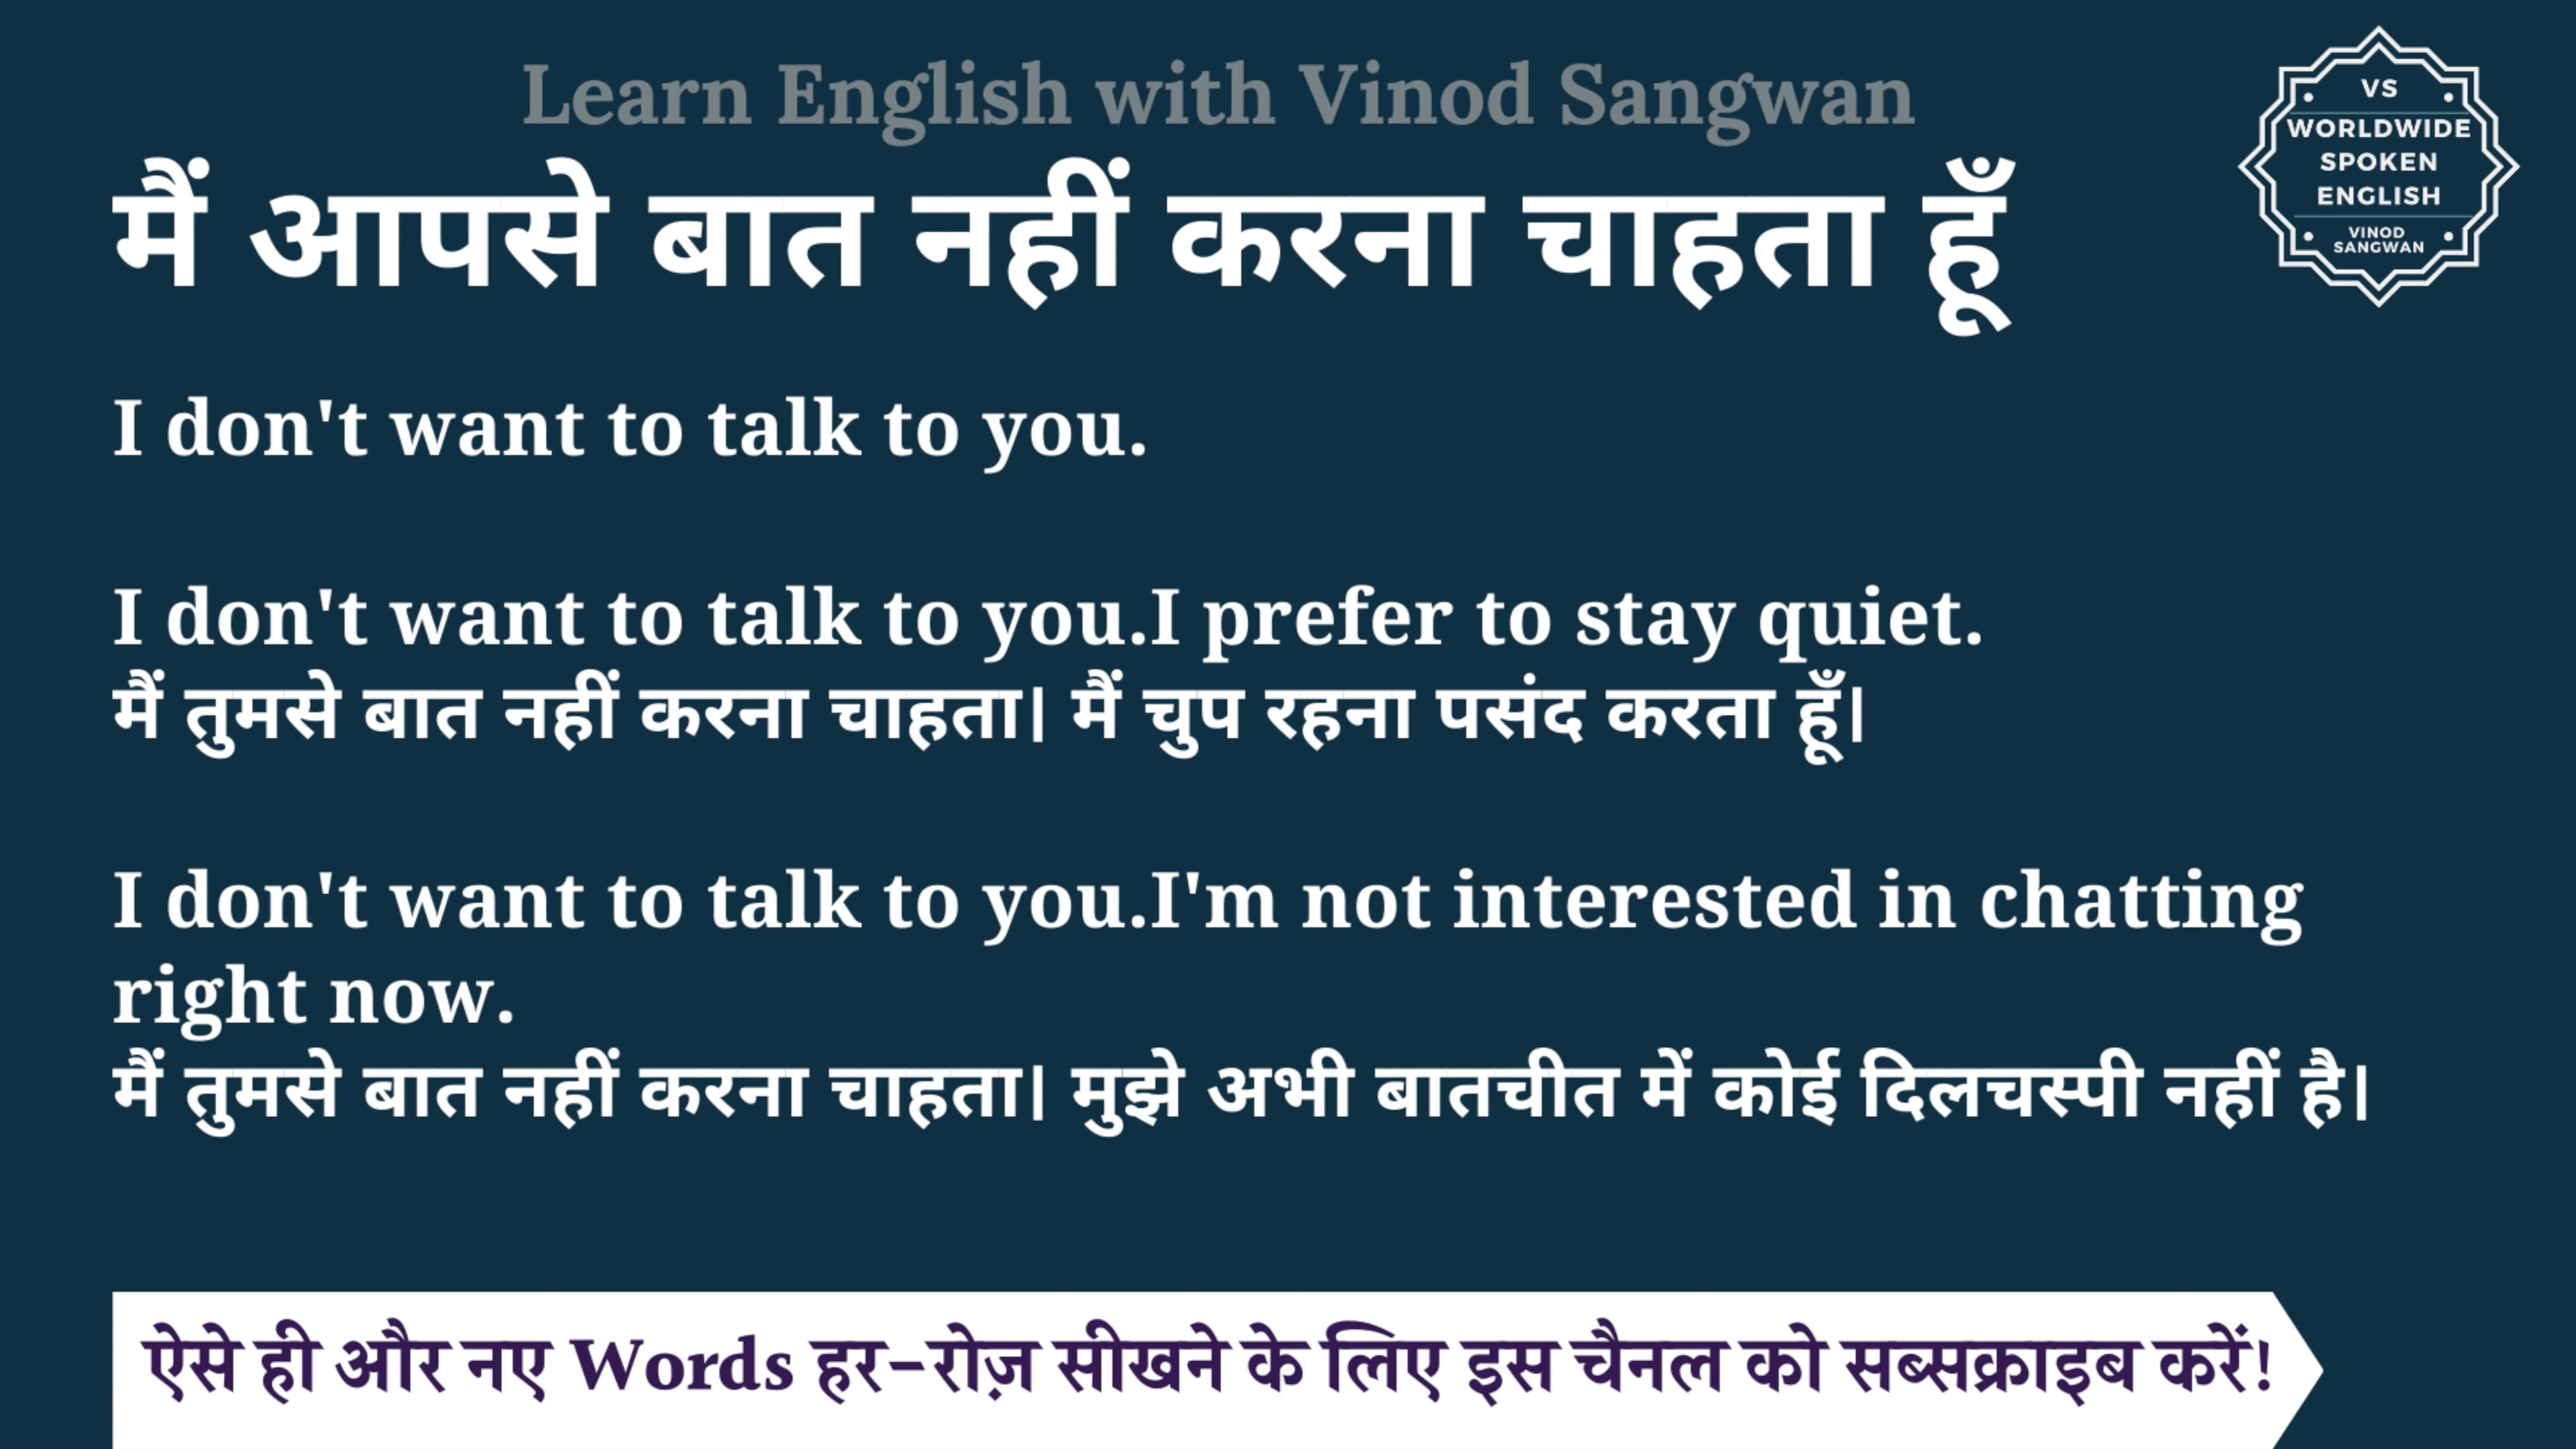 Learn English with Vinod Sangwan
VS
WORLDWIDE
SPOKEN
ENGLISH
VINOD
SANGWAN
मैं आपसे बात नहीं करना चाहता हूँ
I don't want to talk to you.
I don't want to talk to you.I prefer to stay quiet.
मैं तुमसे बात नहीं करना चाहता। मैं चुप रहना पसंद करता हूँ।
I don't want to talk to you.I'm not interested in chatting
right now.
मैं तुमसे बात नहीं करना चाहता। मुझे अभी बातचीत में कोई दिलचस्पी नहीं है।
ऐसे ही और नए Words हर-रोज़ सीखने के लिए इस चैनल को सब्सक्राइब करें!